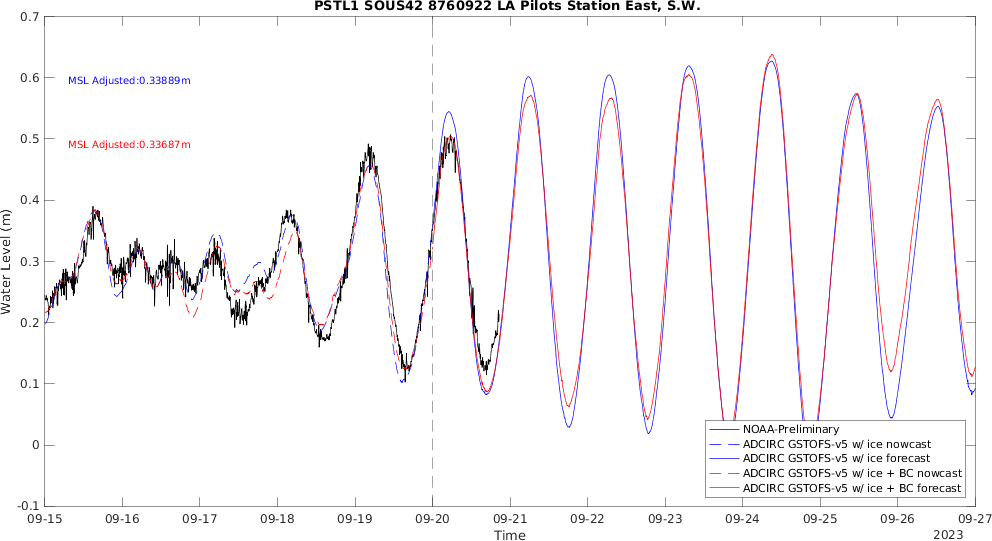 PSTL1 SOUS42 8760922 LA Pilots Station East, S.W.
0.7
0.6
0.5
0.4
0.3
0.2
0.1
0
-0.1
Water Level (m)
MSL Adjusted:0.33889m
MSL Adjusted:0.33687m
NOAA-Preliminary
ADCIRC GSTOFS-v5 w/ ice nowcast
ADCIRC GSTOFS-v5 w/ ice forecast
ADCIRC GSTOFS-v5 w/ ice + BC nowcast
ADCIRC GSTOFS-v5 w/ ice + BC forecast
09-15 09-16 09-17 09-18 09-19 09-20 09-21 09-22 09-23 09-24 09-25 09-26 09-27
Time
2023